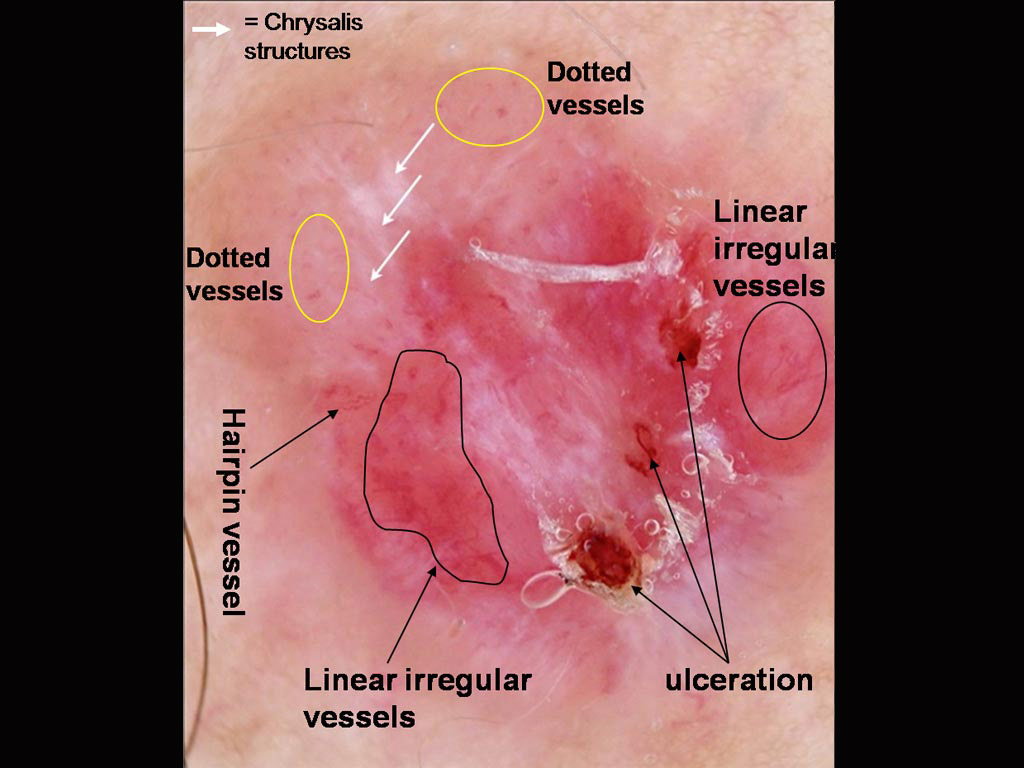 = Chrysalis
structures
Dotted
vessels
Linear
irregular
vessels
Dotted
vessels
Hairpin vessel
Linear irregular
vessels
ulceration